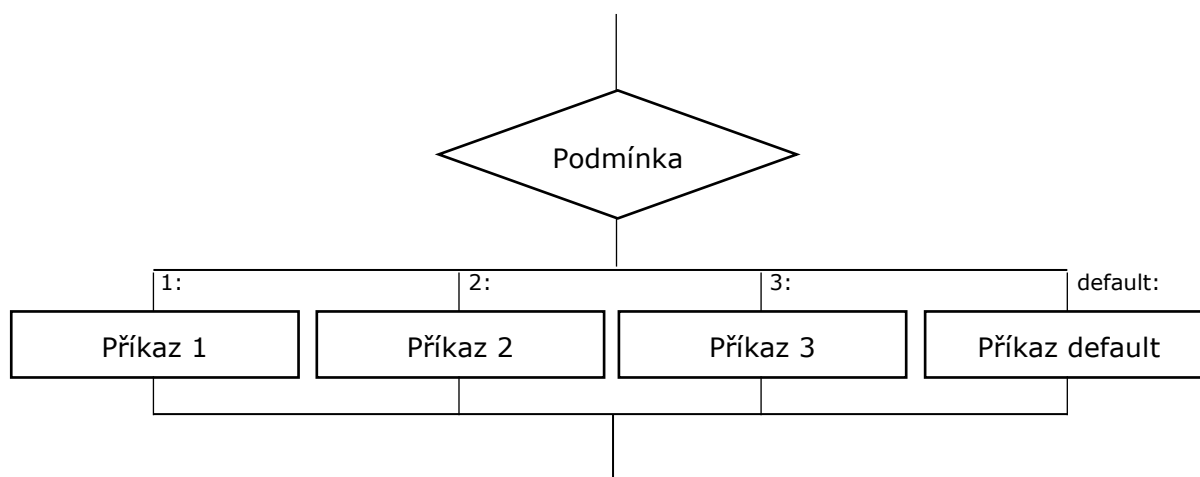 Podmínka
1:
2:
3:
default:
Příkaz 1
Příkaz 2
Příkaz 3
Příkaz default